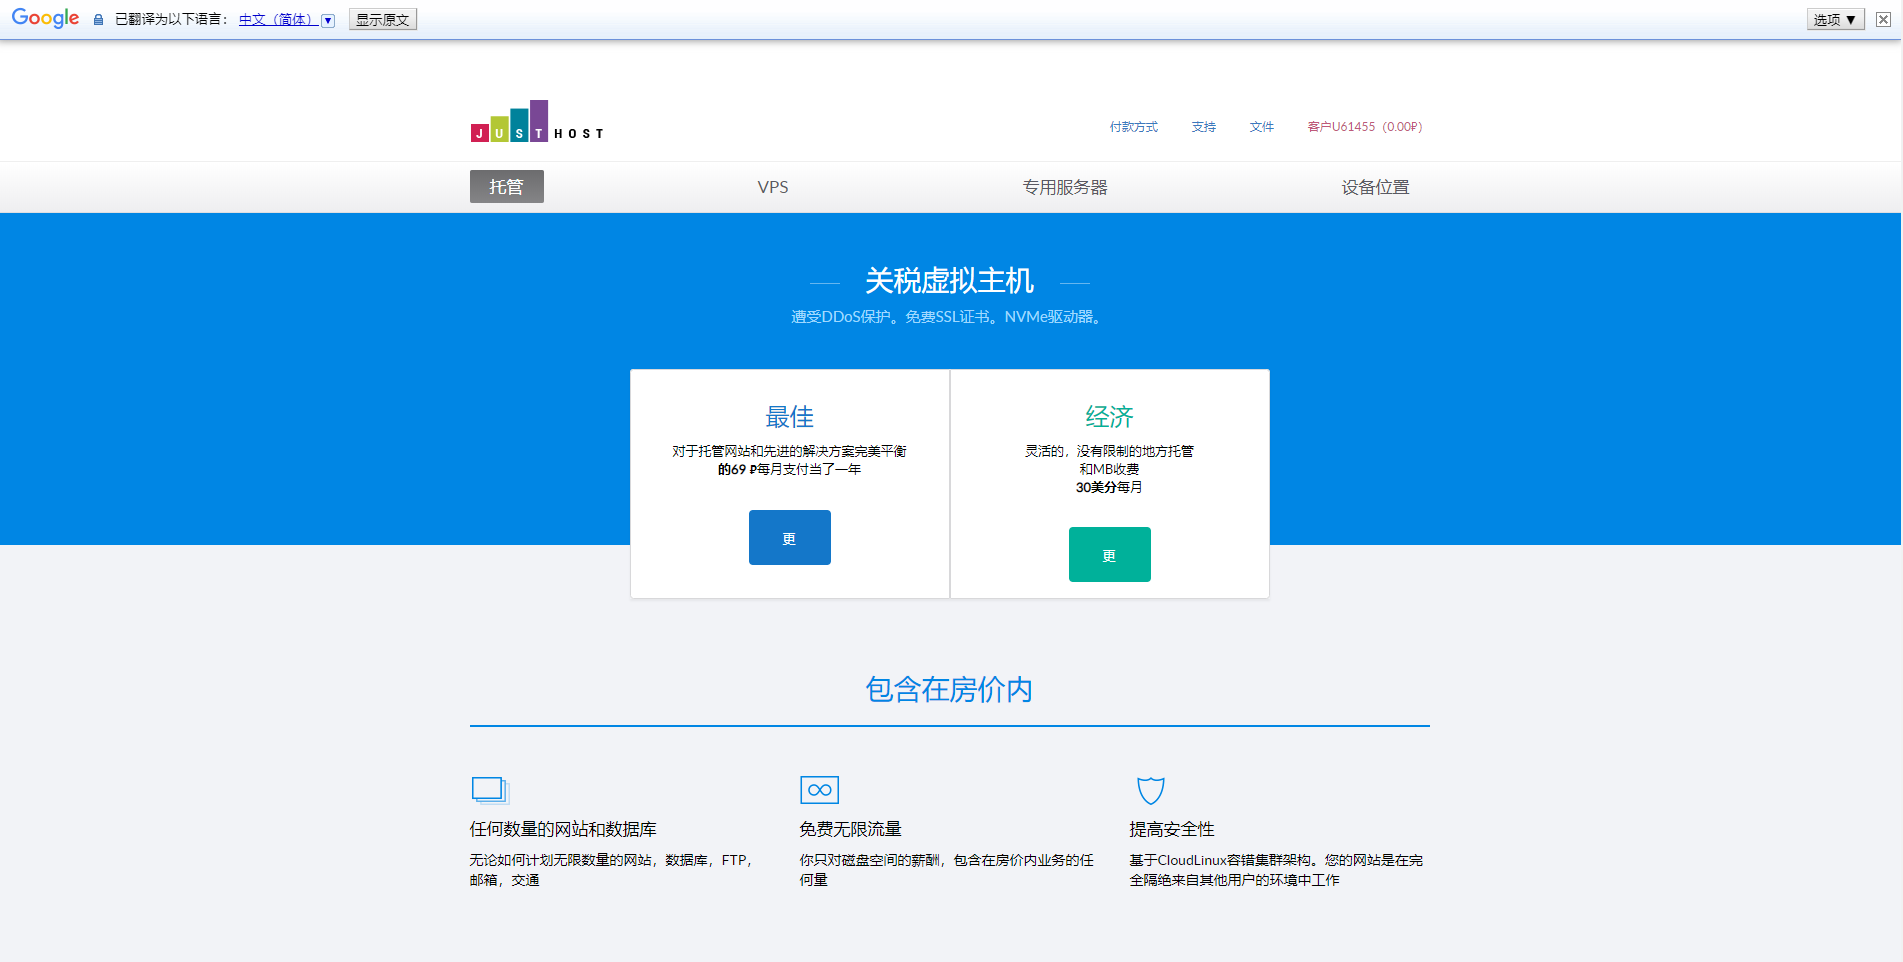 Google 已翻译为以下语言： 中文（简体） ▼ 显示原文 选项 ▼
JUST HOST
付款方式 支持 文件 客户U61455（0.00₽）
托管 VPS 专用服务器 设备位置
关税虚拟主机
遭受DDoS保护。免费SSL证书。NVMe驱动器。
最佳
对于托管网站和先进的解决方案完美平衡
的69 ₽每月支付当了一年
更
经济
灵活的，没有限制的地方托管
和MB收费
30美分每月
更
包含在房价内
任何数量的网站和数据库
无论如何计划无限数量的网站，数据库，FTP，
邮箱，交通
免费无限流量
你只对磁盘空间的薪酬，包含在房价内业务的任
何量
提高安全性
基于CloudLinux容错集群架构。您的网站是在完
全隔绝来自其他用户的环境中工作